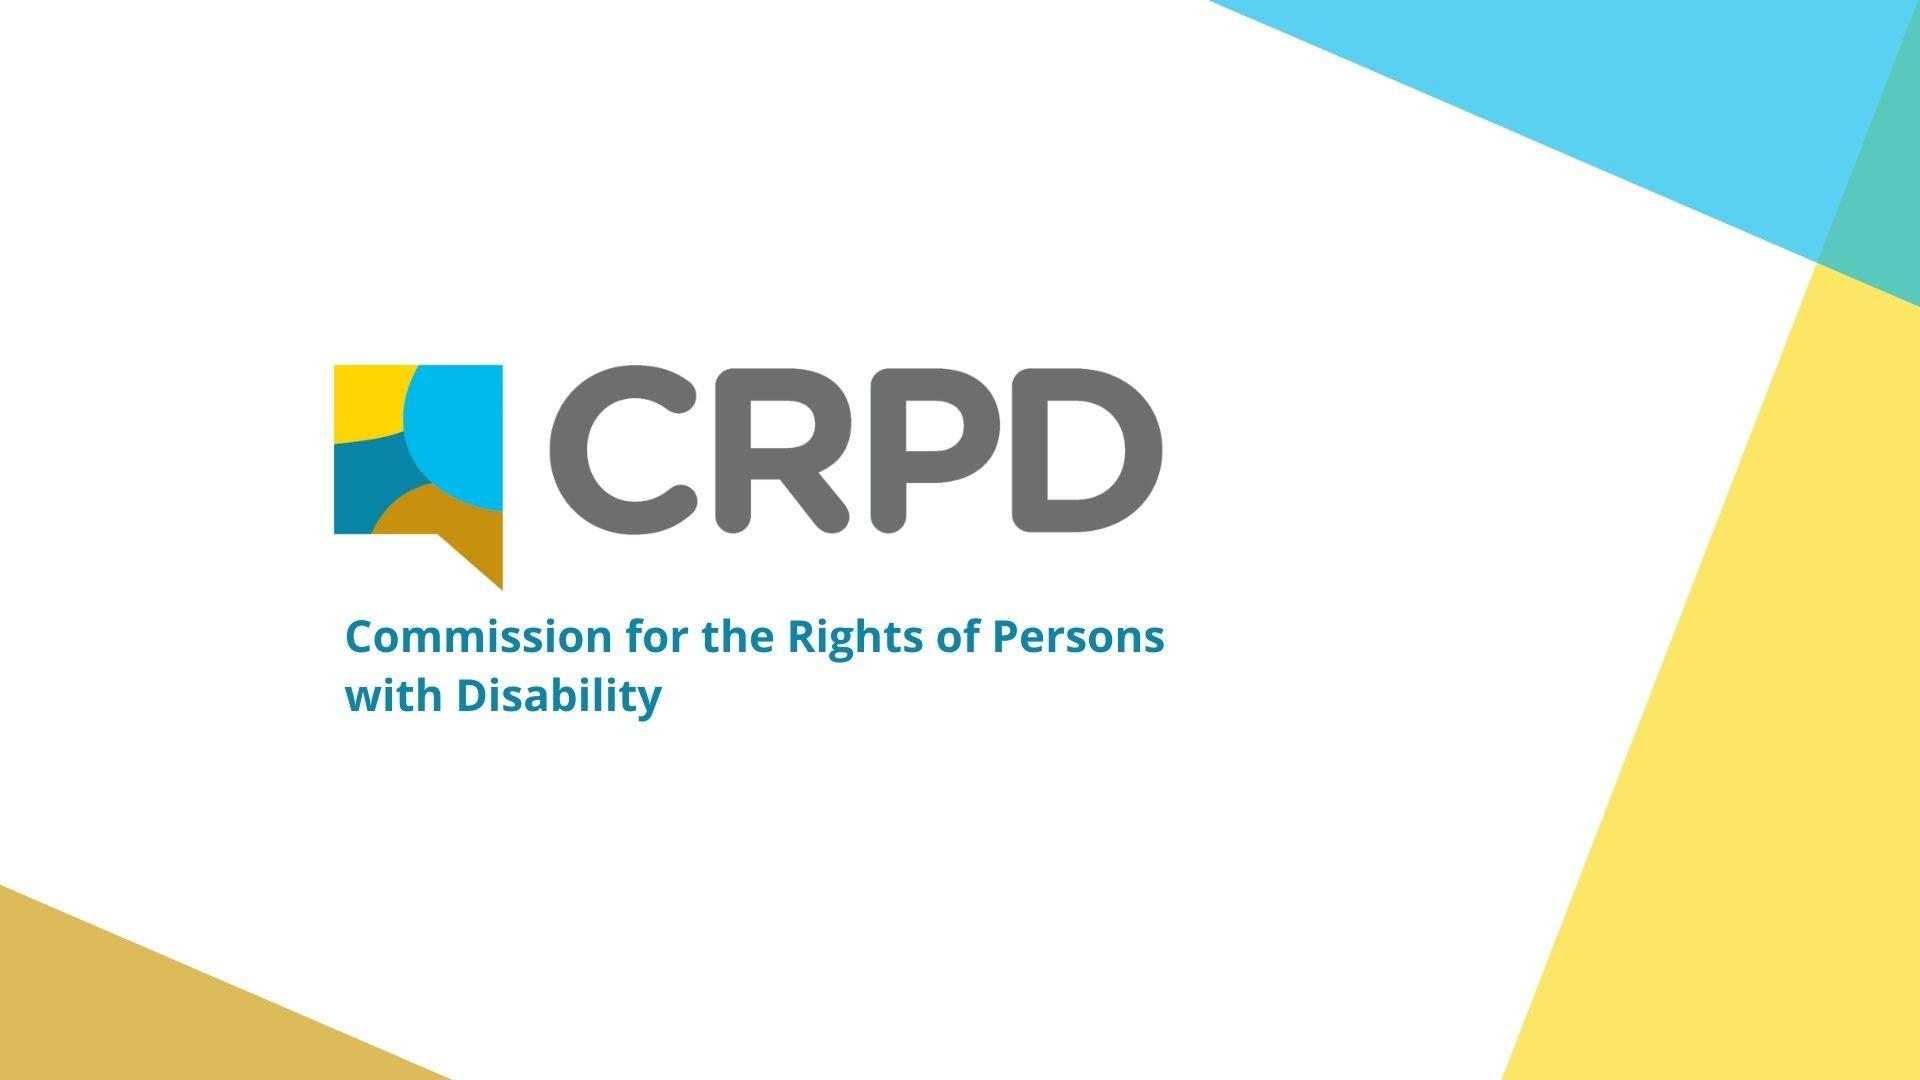 CRPD
Commission for the Rights of Persons
with Disability